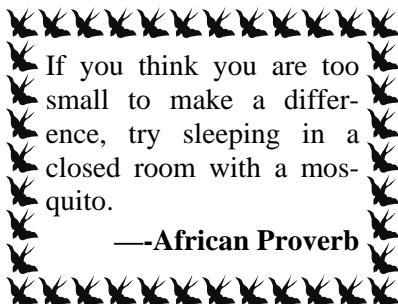 If you think you are too
small to make a differ-
ence, try sleeping in a
closed room with a mos-
quito.
—-African Proverb